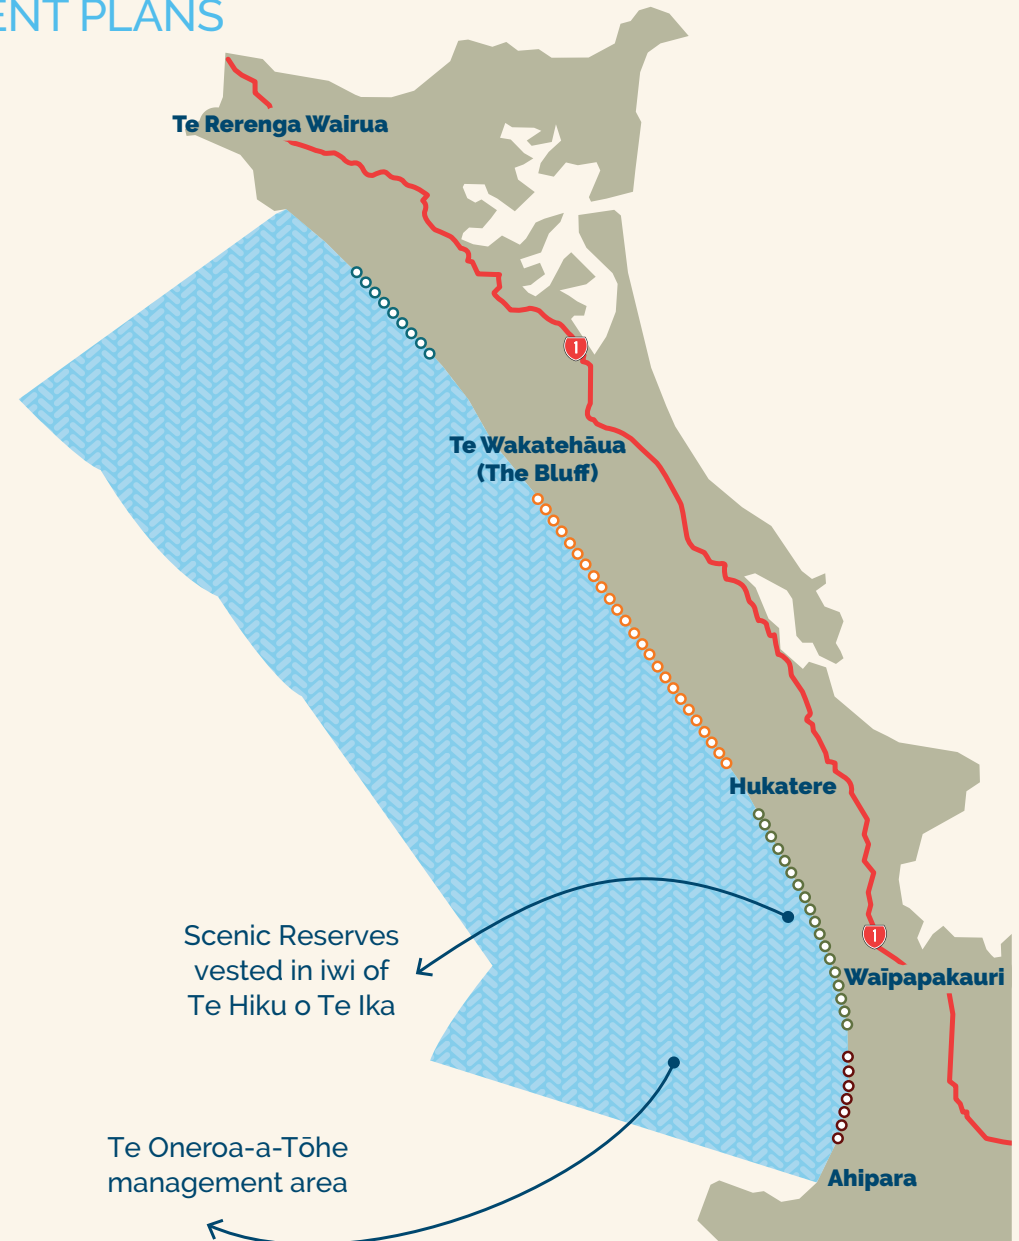 ENT PLANS
Te Rerenga Wairua
1
Te Wakatehāua
(The Bluff)
Hukatere
1
Scenic Reserves
vested in iwi of
Te Hiku o Te Ika
Waīpapakauri
Te Oneroa-a-Tōhe
management area
Ahipara